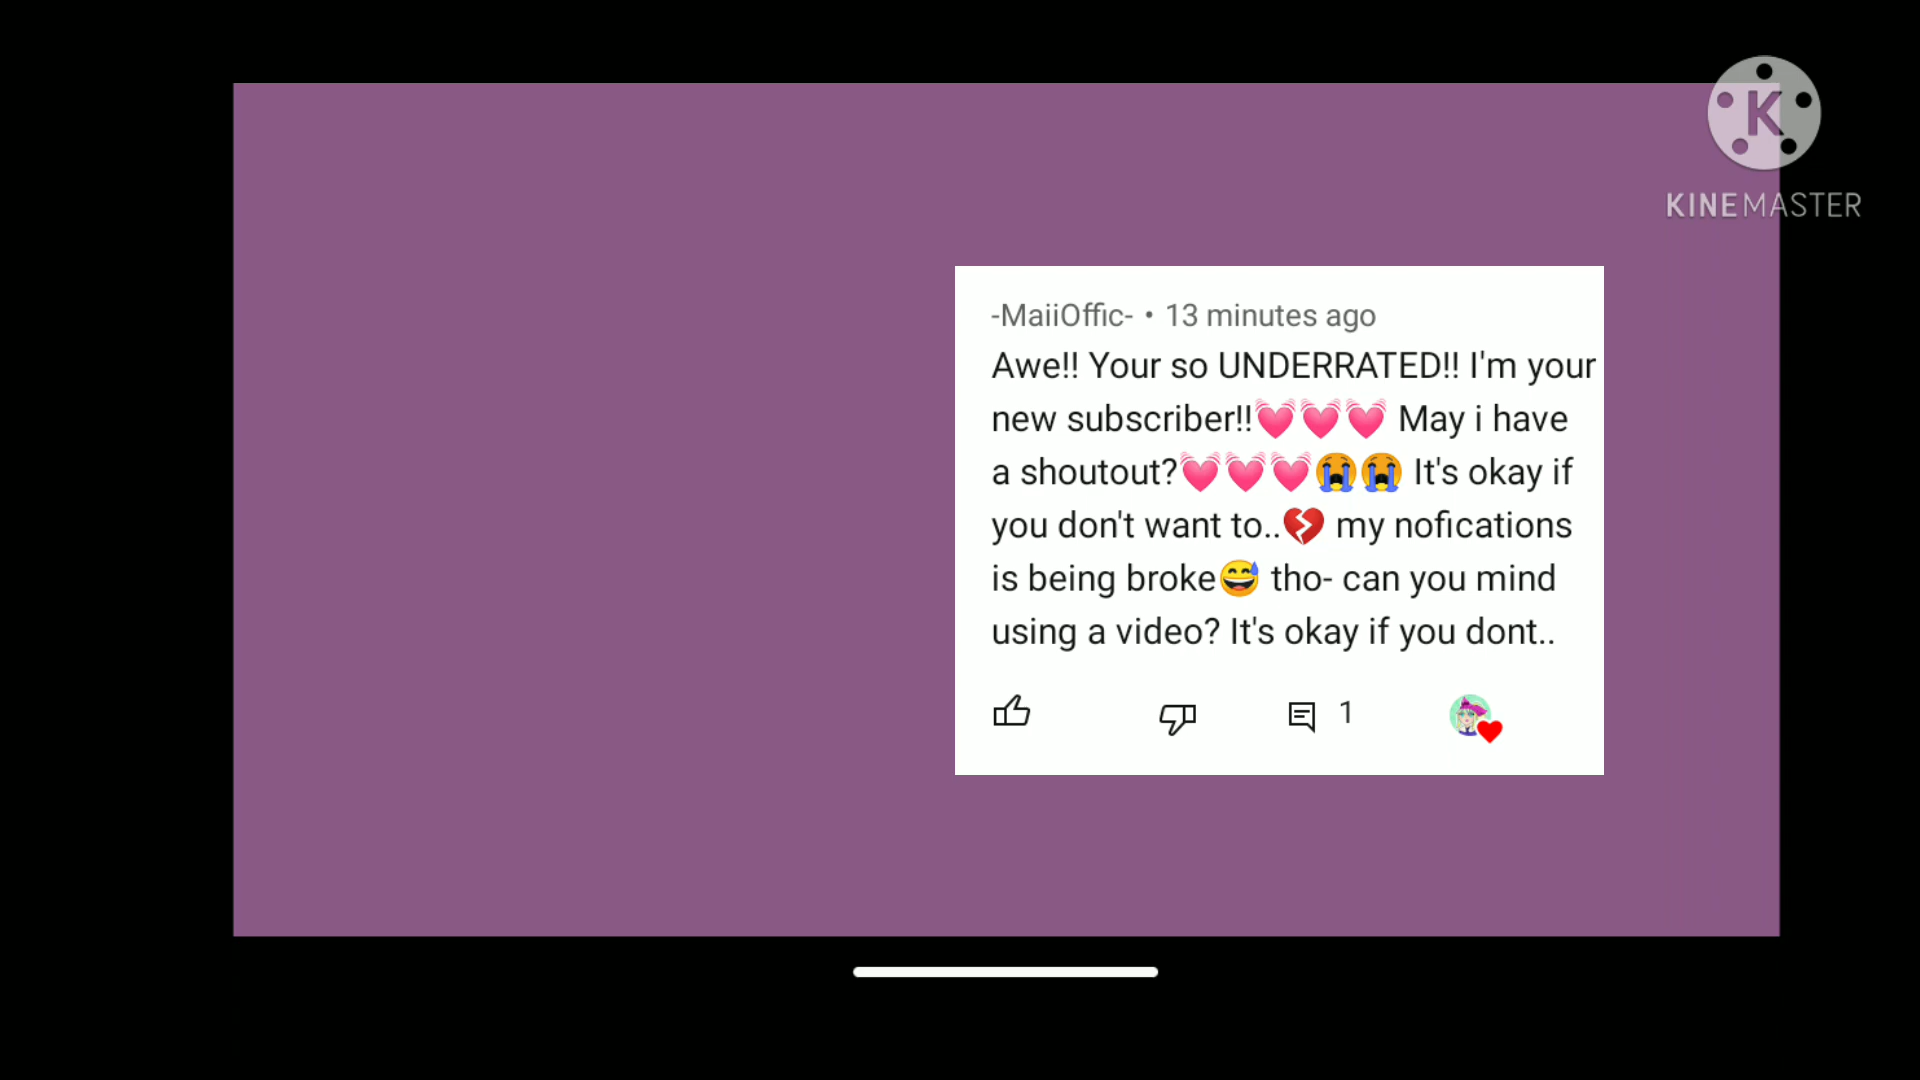 K
KINEMASTER
-MaiiOffic- • 13 minutes ago
Awe!! Your so UNDERRATED!! I'm your
new subscriber!!💓💓💓 May i have
a shoutout?💓💓💓😭😭 It's okay if
you don't want to..💔 my nofications
is being broke😅 tho- can you mind
using a video? It's okay if you dont..
1